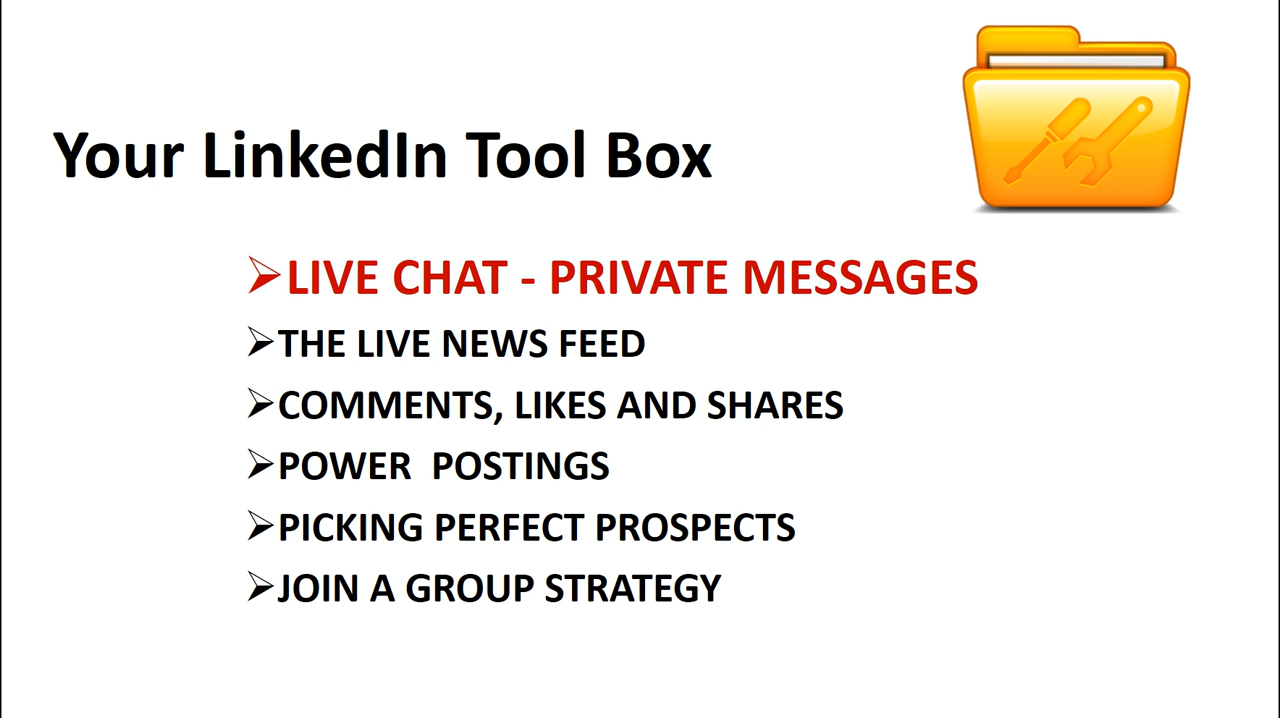 Your LinkedIn Tool Box
➢LIVE CHAT - PRIVATE MESSAGES
➢THE LIVE NEWS FEED
➢COMMENTS, LIKES AND SHARES
➢POWER  POSTINGS
➢PICKING PERFECT PROSPECTS
➢JOIN A GROUP STRATEGY